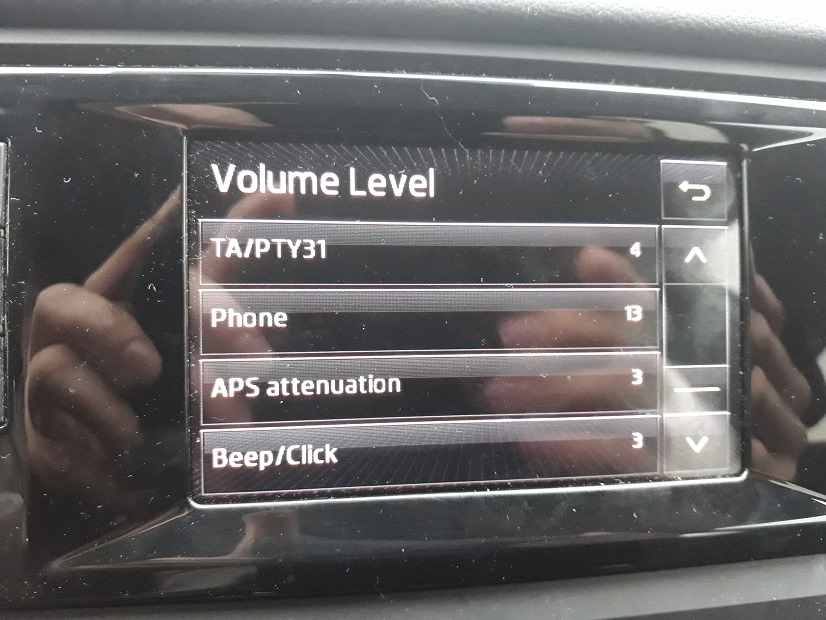 Volume Level
TA/PTY31 4
Phone 13
APS attenuation 3
Beep/Click 3